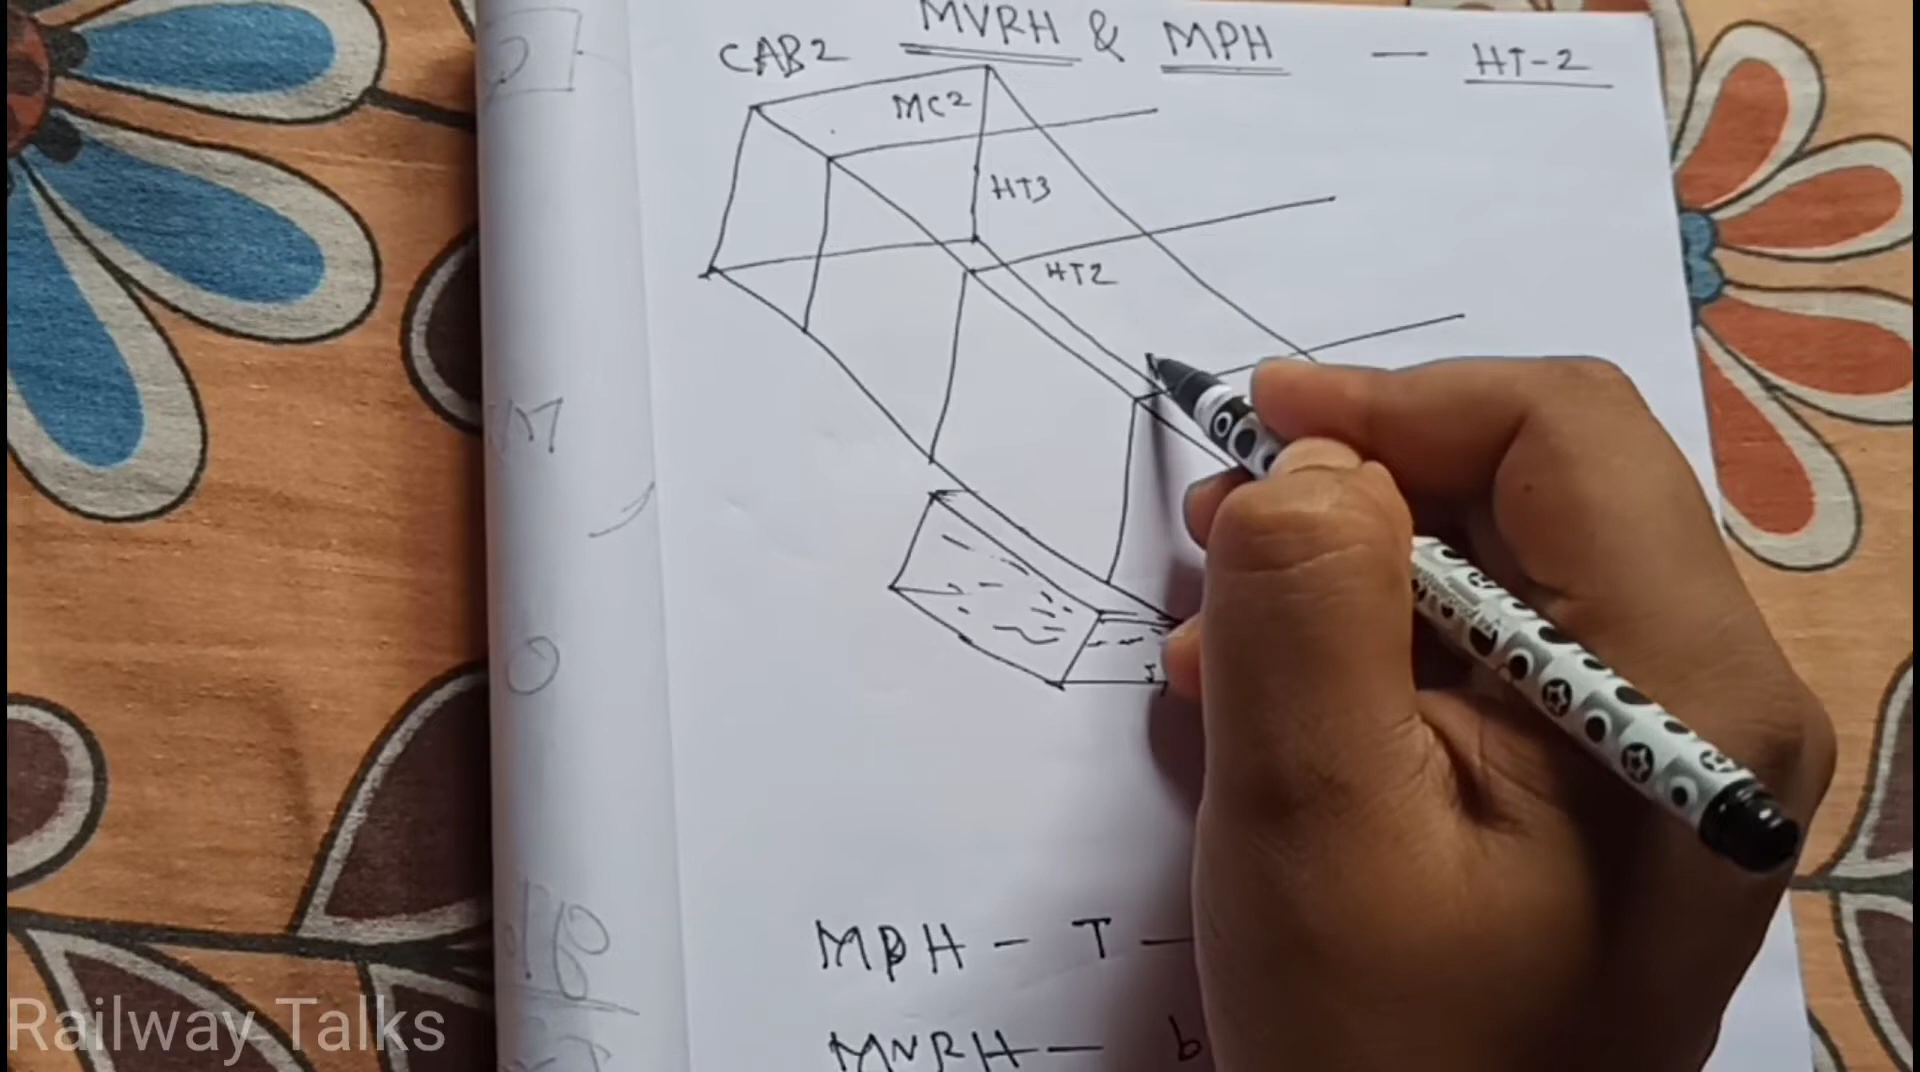 MVRH & MPH — HT-2
CAB2
MC2
HT3
HT2
MPH - T -
MVRH - b
Railway Talks